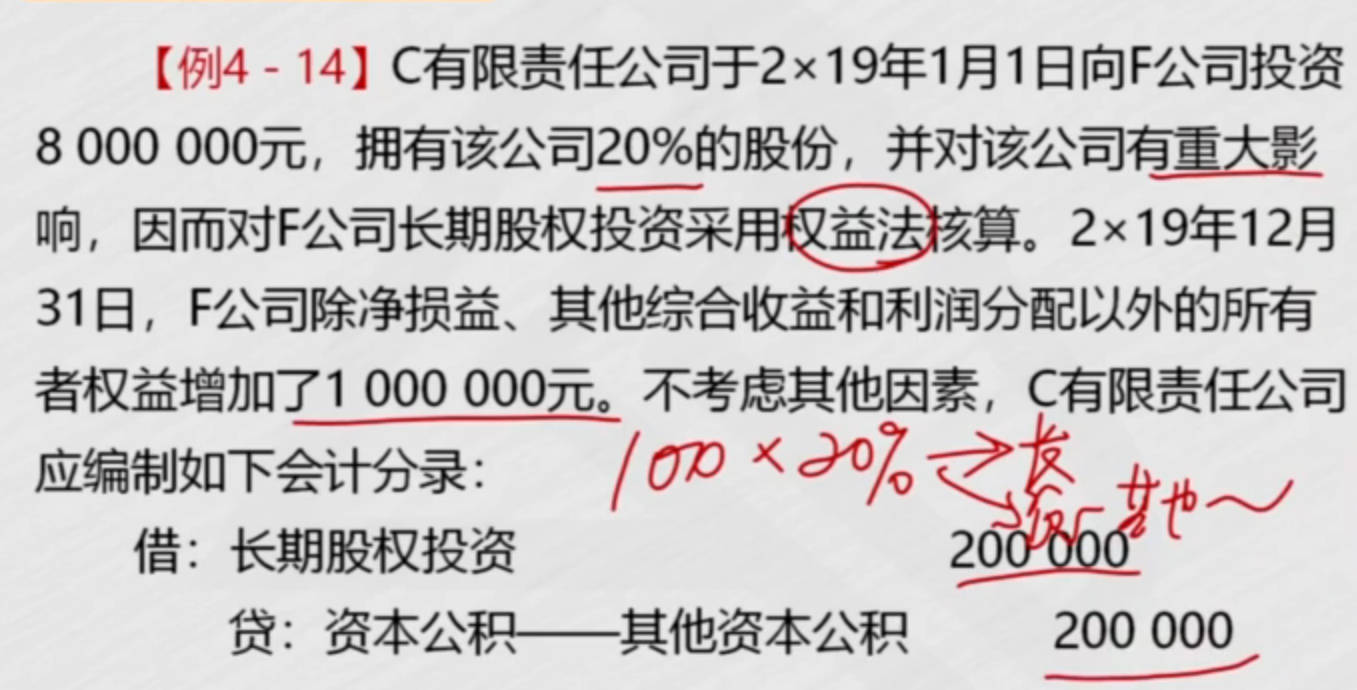 【例4-14】C有限责任公司于2×19年1月1日向F公司投资
8 000 000元，拥有该公司20%的股份，并对该公司有重大影
响，因而对F公司长期股权投资采用权益法核算。2×19年12月
31日，F公司除净损益、其他综合收益和利润分配以外的所有
者权益增加了1 000 000元。不考虑其他因素，C有限责任公司
应编制如下会计分录：
100 × 20%
其他
借：长期股权投资 200 000
贷：资本公积——其他资本公积 200 000